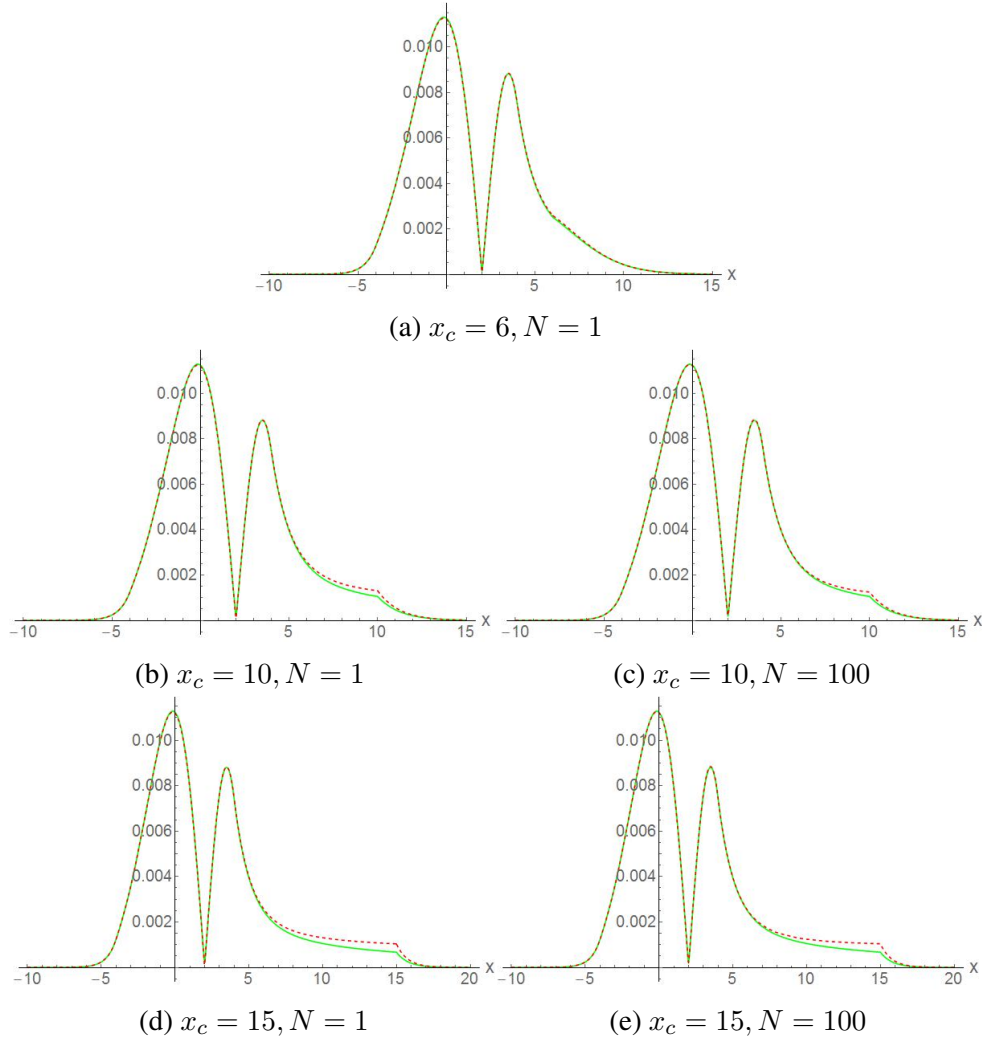 0.010
0.008
0.006
0.004
0.002
−10 −5 5 10 15 X
(a) x_c = 6, N = 1
0.010 0.010
0.008 0.008
0.006 0.006
0.004 0.004
0.002 0.002
−10 −5 5 10 15 X −10 −5 5 10 15 X
(b) x_c = 10, N = 1 (c) x_c = 10, N = 100
0.010 0.010
0.008 0.008
0.006 0.006
0.004 0.004
0.002 0.002
−10 −5 5 10 15 20 X −10 −5 5 10 15 20 X
(d) x_c = 15, N = 1 (e) x_c = 15, N = 100